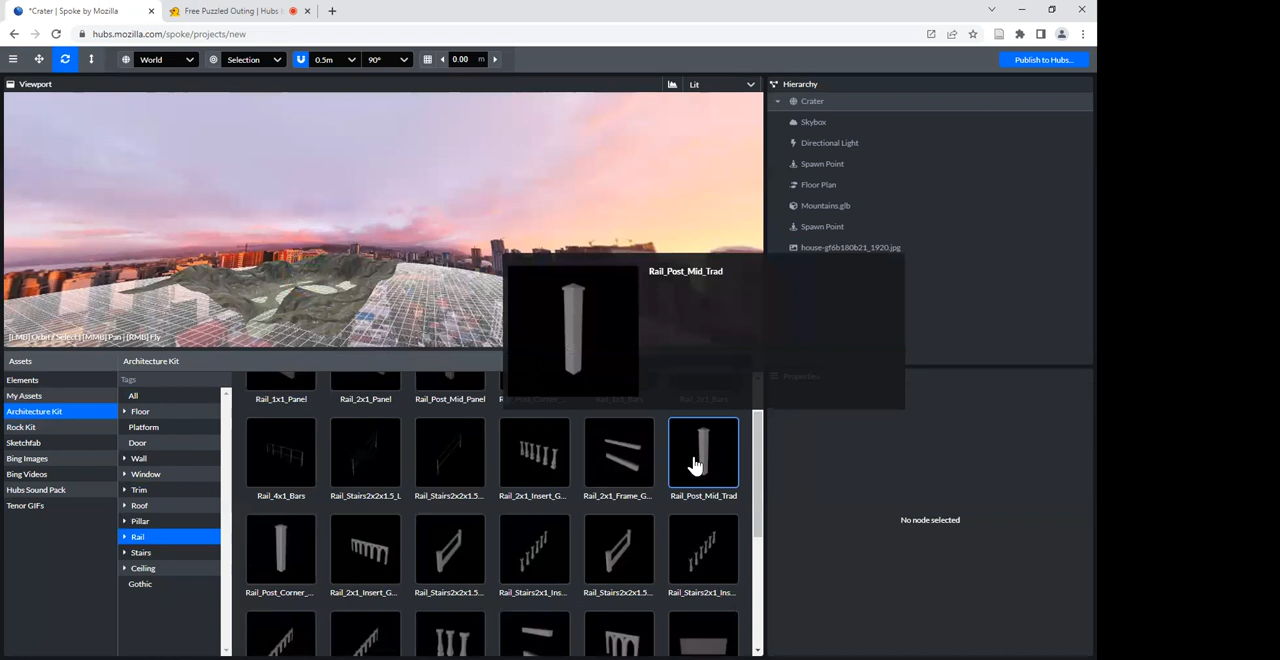 *Crater | Spoke by Mozilla
Free Puzzled Outing | Hubs
hubs.mozilla.com/spoke/projects/new
World
Selection
0.5m
90°
0.00 m
Publish to Hubs...
Viewport
Lit
Hierarchy
Crater
Skybox
Directional Light
Spawn Point
Floor Plan
Mountains.glb
Spawn Point
house-gf6b180b21_1920.jpg
Rail_Post_Mid_Trad
[LMB] Orbit / Select | [MMB] Pan | [RMB] Fly
Assets
Architecture Kit
Properties
Elements
My Assets
Architecture Kit
Rock Kit
Sketchfab
Bing Images
Bing Videos
Hubs Sound Pack
Tenor GIFs
Tags
All
Floor
Platform
Door
Wall
Window
Trim
Roof
Pillar
Rail
Stairs
Ceiling
Gothic
Rail_1x1_Panel
Rail_2x1_Panel
Rail_Post_Mid_Panel
Rail_4x1_Bars
Rail_Stairs2x2x1.5_L
Rail_Stairs2x2x1.5...
Rail_2x1_Insert_G...
Rail_2x1_Frame_G...
Rail_Post_Mid_Trad
Rail_Post_Corner_...
Rail_2x1_Insert_G...
Rail_Stairs2x2x1.5...
Rail_Stairs2x1_Ins...
Rail_Stairs2x2x1.5...
Rail_Stairs2x1_Ins...
No node selected